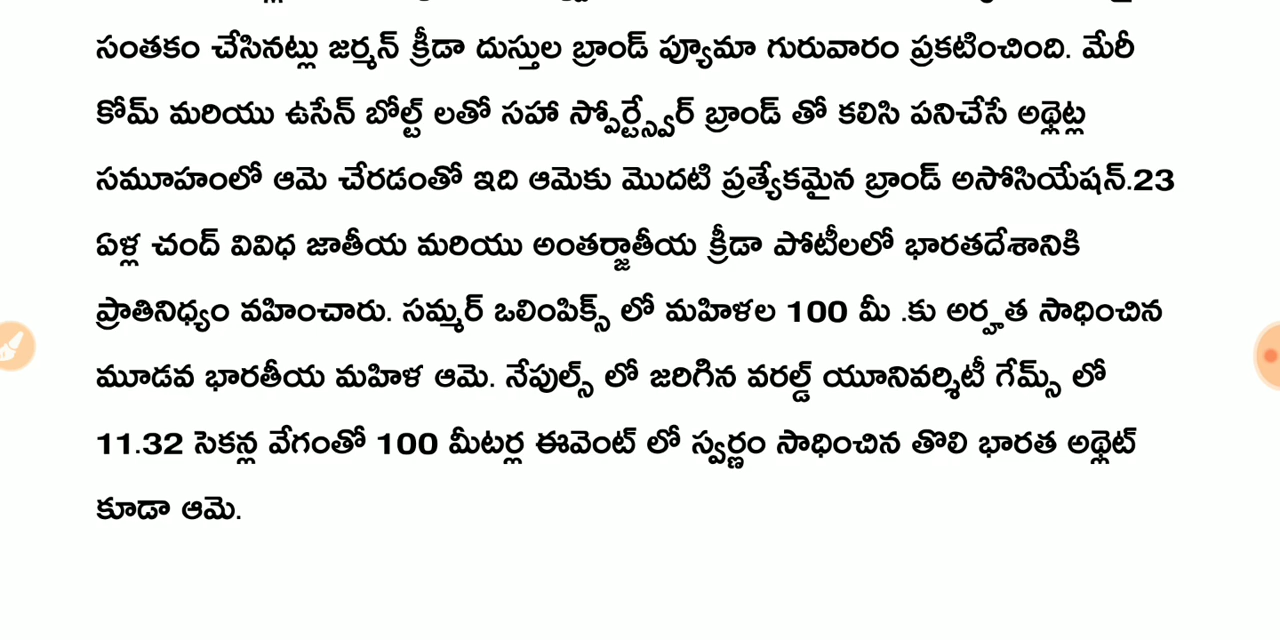 సంతకం చేసినట్లు జర్మన్ క్రీడా దుస్తుల బ్రాండ్ ప్యూమా గురువారం ప్రకటించింది. మేరీ
కోమ్ మరియు ఉసేన్ బోల్ట్ లతో సహా స్పోర్ట్స్వేర్ బ్రాండ్ తో కలిసి పనిచేసే అథ్లెట్ల
సమూహంలో ఆమె చేరడంతో ఇది ఆమెకు మొదటి ప్రత్యేకమైన బ్రాండ్ అసోసియేషన్.23
ఏళ్ల చంద్ వివిధ జాతీయ మరియు అంతర్జాతీయ క్రీడా పోటీలలో భారతదేశానికి
ప్రాతినిధ్యం వహించారు. సమ్మర్ ఒలింపిక్స్ లో మహిళల 100 మీ .కు అర్హత సాధించిన
మూడవ భారతీయ మహిళ ఆమె. నేపుల్స్ లో జరిగిన వరల్డ్ యూనివర్శిటీ గేమ్స్ లో
11.32 సెకన్ల వేగంతో 100 మీటర్ల ఈవెంట్ లో స్వర్ణం సాధించిన తొలి భారత అథ్లెట్
కూడా ఆమె.